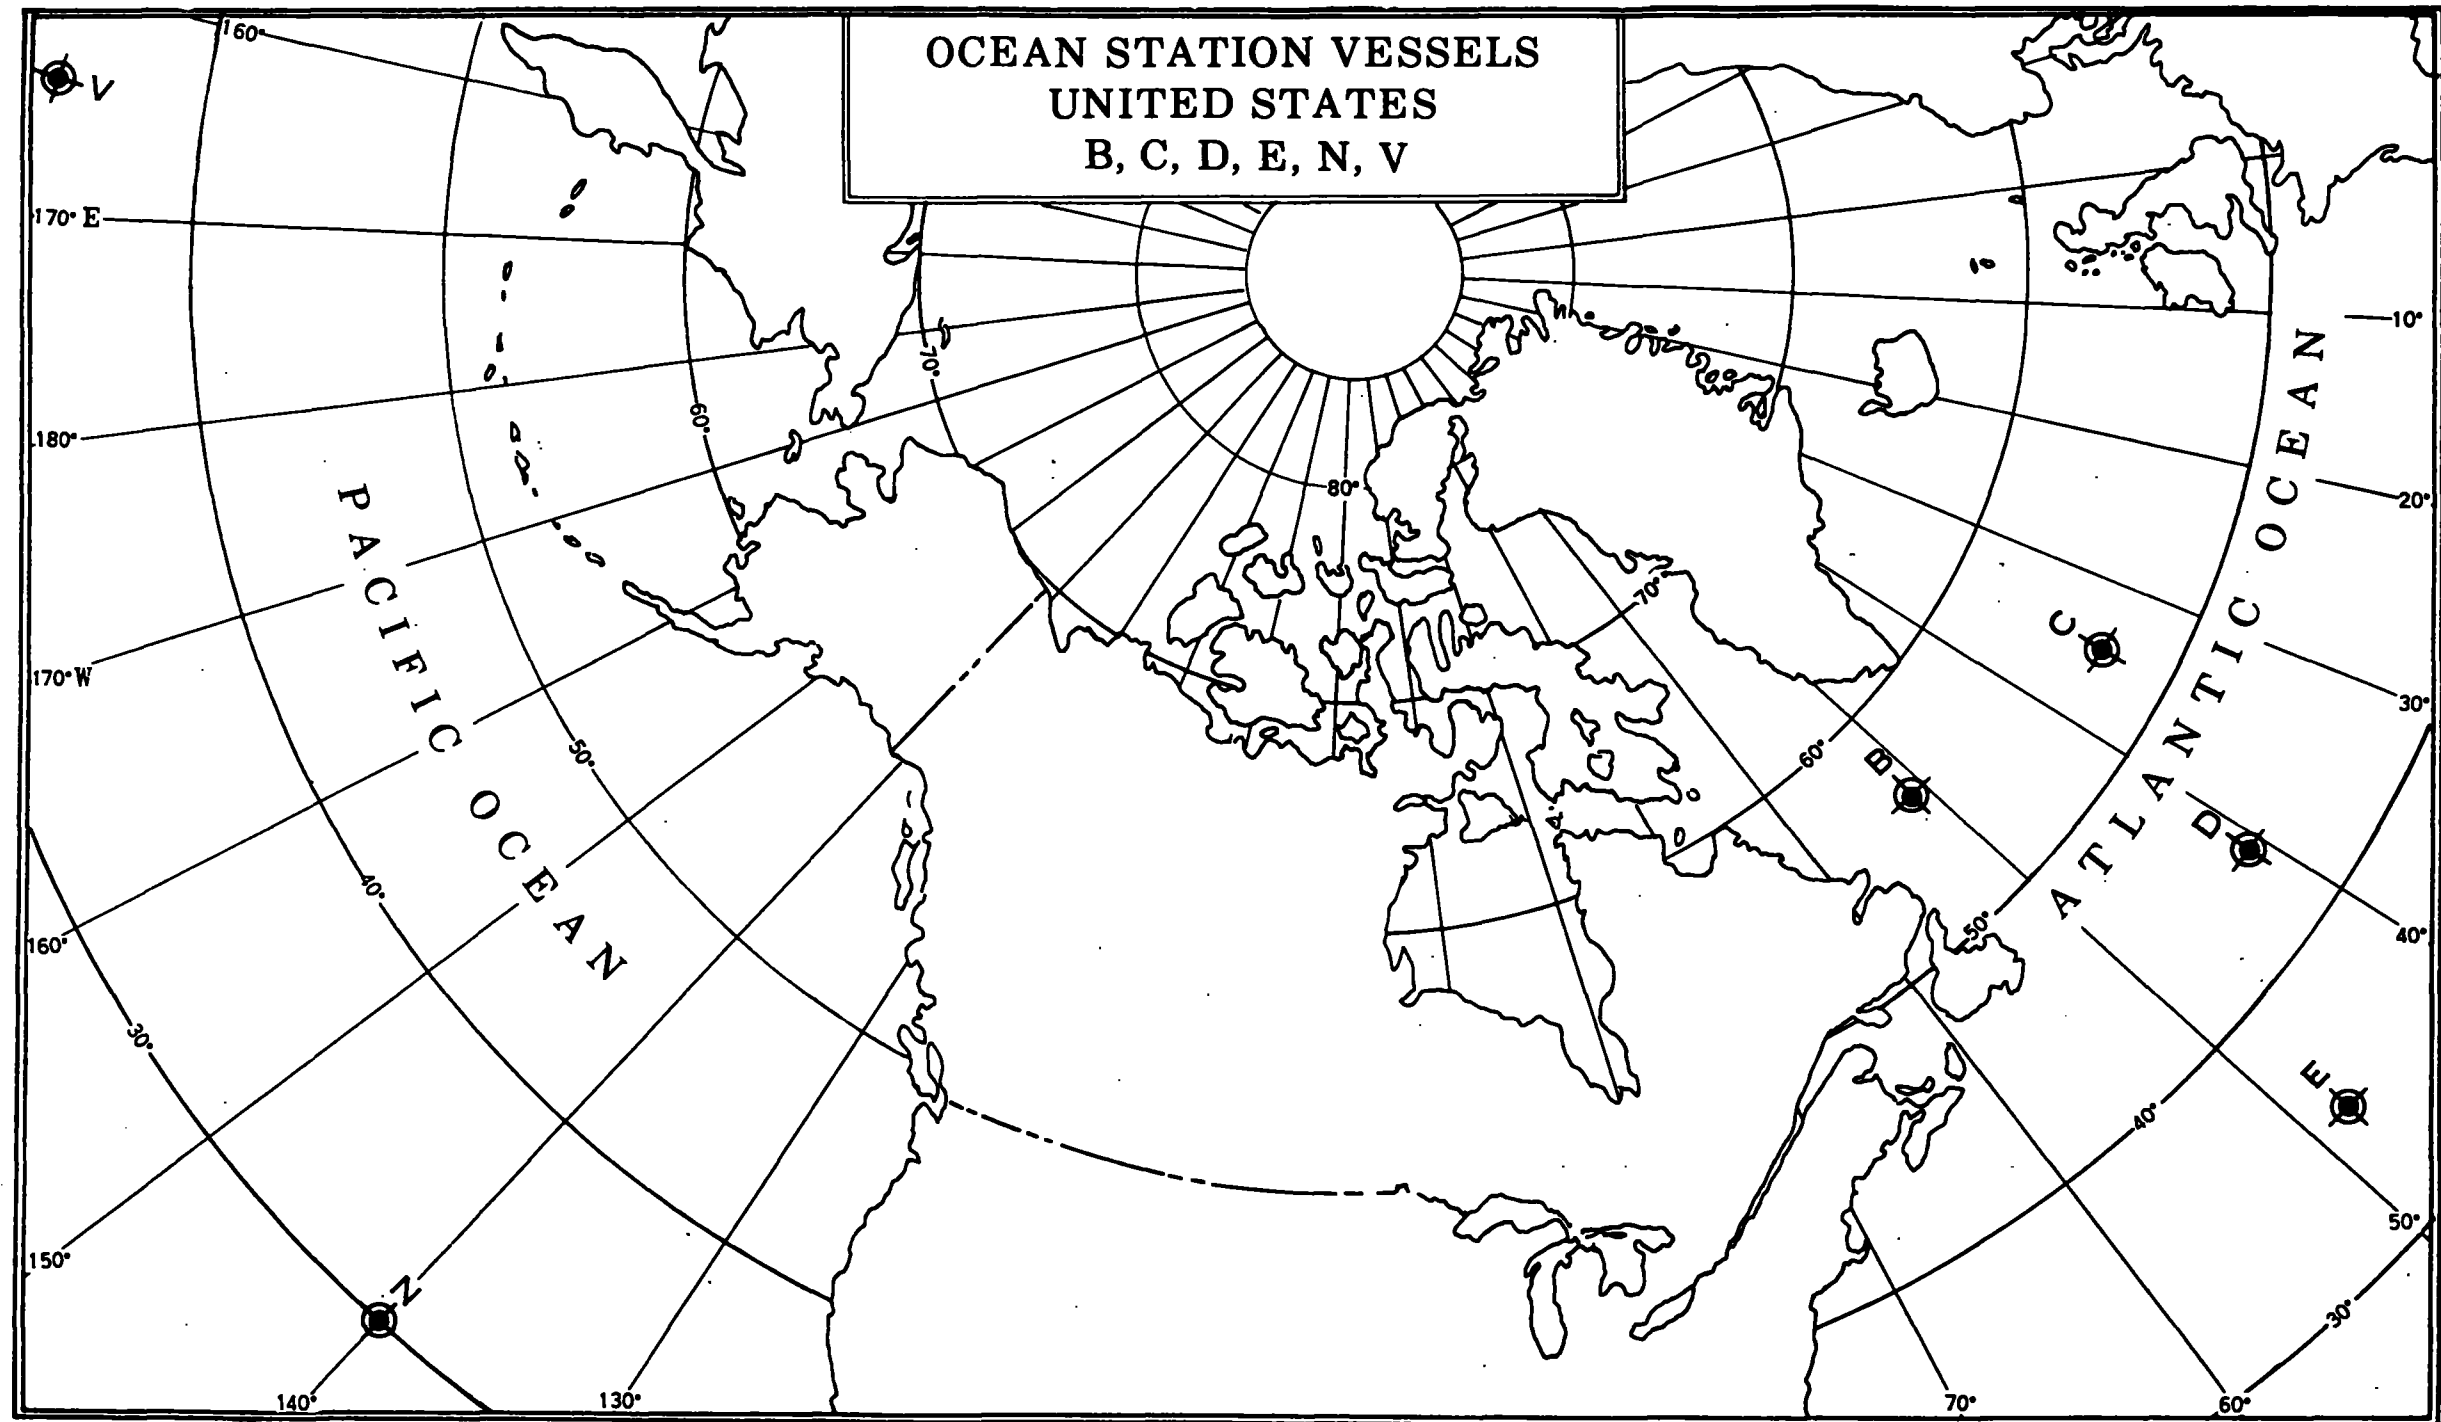 OCEAN STATION VESSELS
UNITED STATES
B, C, D, E, N, V
160°
V
170° E
180°
170° W
160°
150°
140°
130°
70°
60°
50°
40°
30°
80°
70°
60°
50°
40°
30°
10°
20°
30°
40°
50°
60°
70°
PACIFIC OCEAN
ATLANTIC OCEAN
C
B
D
E
N